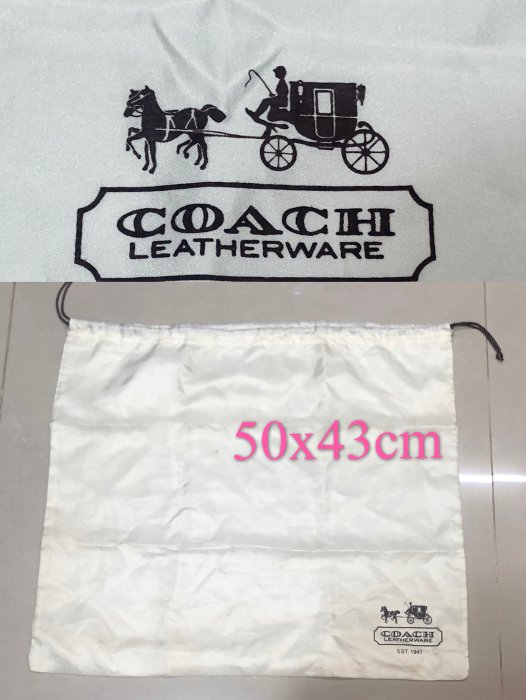 COACH
LEATHERWARE
50x43cm
COACH
LEATHERWARE
EST. 1941